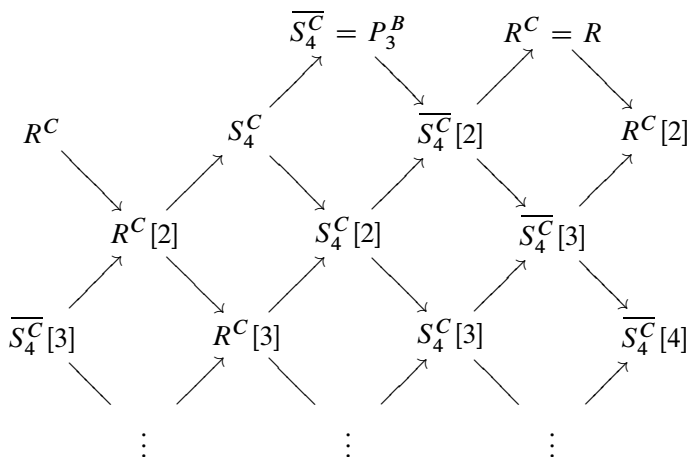 $\overline{S_4^C} = P_3^B$ $R^C = R$
$R^C$ $S_4^C$ $\overline{S_4^C}[2]$ $R^C[2]$
$R^C[2]$ $S_4^C[2]$ $\overline{S_4^C}[3]$
$\overline{S_4^C}[3]$ $R^C[3]$ $S_4^C[3]$ $\overline{S_4^C}[4]$
⋮ ⋮ ⋮